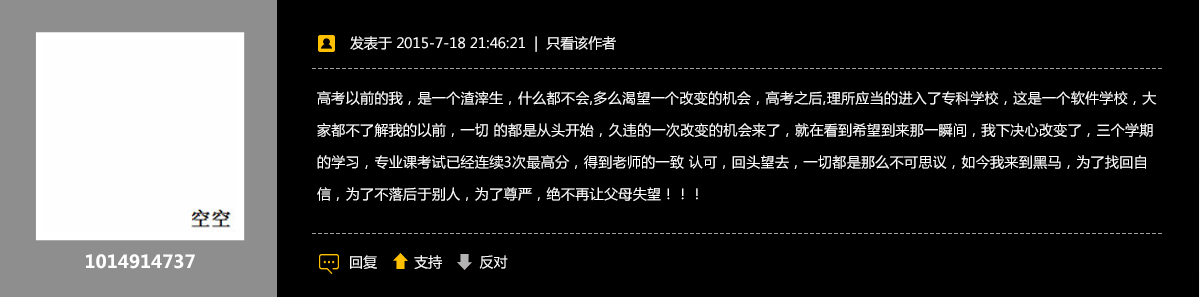 空空
1014914737
发表于 2015-7-18 21:46:21 | 只看该作者
高考以前的我，是一个渣滓生，什么都不会,多么渴望一个改变的机会，高考之后,理所应当的进入了专科学校，这是一个软件学校，大
家都不了解我的以前，一切 的都是从头开始，久违的一次改变的机会来了，就在看到希望到来那一瞬间，我下决心改变了，三个学期
的学习，专业课考试已经连续3次最高分，得到老师的一致 认可，回头望去，一切都是那么不可思议，如今我来到黑马，为了找回自
信，为了不落后于别人，为了尊严，绝不再让父母失望！！！
回复 支持 反对